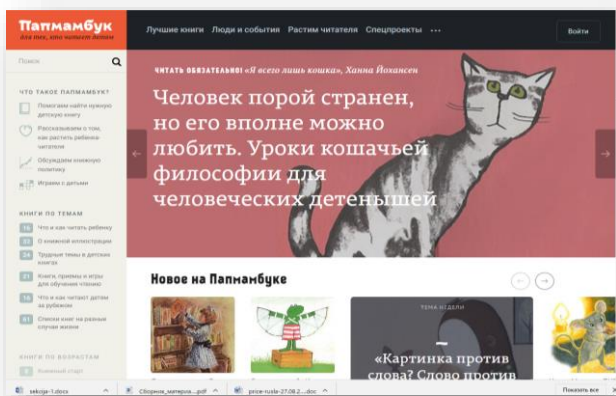 Папмамбук
для тех, кто читает детям
Лучшие книги Люди и события Растим читателя Спецпроекты ...
Войти
Поиск
ЧТО ТАКОЕ ПАПМАМБУК?
Помогаем найти нужную
детскую книгу
Рассказываем о том,
как растить ребенка-
читателя
Обсуждаем книжную
политику
Играем с детьми
КНИГИ ПО ТЕМАМ
Что и как читать ребенку
О книжной иллюстрации
24 Трудные темы в детских
книгах
21 Книги, приемы и игры
для обучения чтению
Что и как читают детям
за рубежом
Списки книг на разные
случаи жизни
КНИГИ ПО ВОЗРАСТАМ
Книжный старт
ЧИТАТЬ ОБЯЗАТЕЛЬНО! «Я всего лишь кошка», Ханна Йохансен
Человек порой странен,
но его вполне можно
любить. Уроки кошачьей
философии для
человеческих детенышей
Новое на Папмамбуке
ТЕМА НЕДЕЛИ
«Картинка против
слова? Слово против
sekcija-1.docx
Сборник_материа....pdf
price-rusla-27.08.2....doc
Показать все